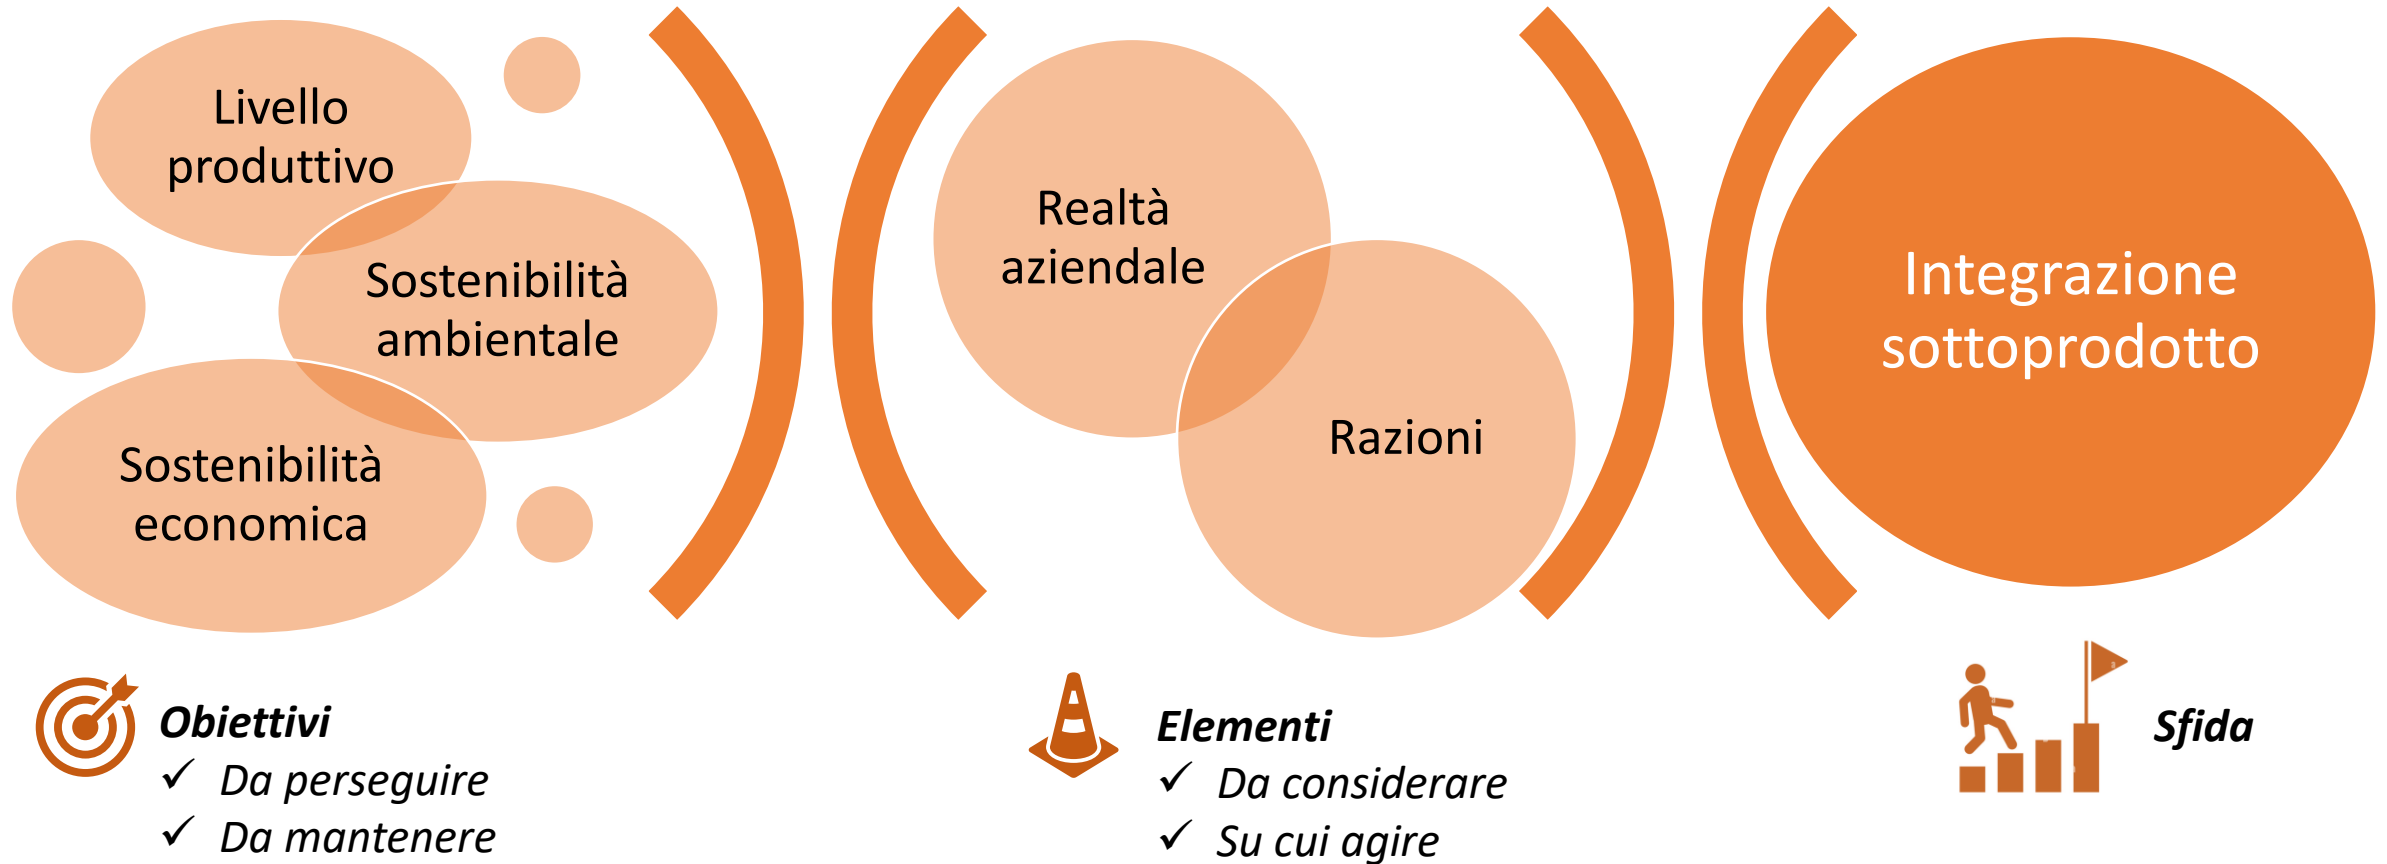 Livello
produttivo
Sostenibilità
ambientale
Sostenibilità
economica
Realtà
aziendale
Razioni
Integrazione
sottoprodotto
Obiettivi
✓ Da perseguire
✓ Da mantenere
Elementi
✓ Da considerare
✓ Su cui agire
Sfida